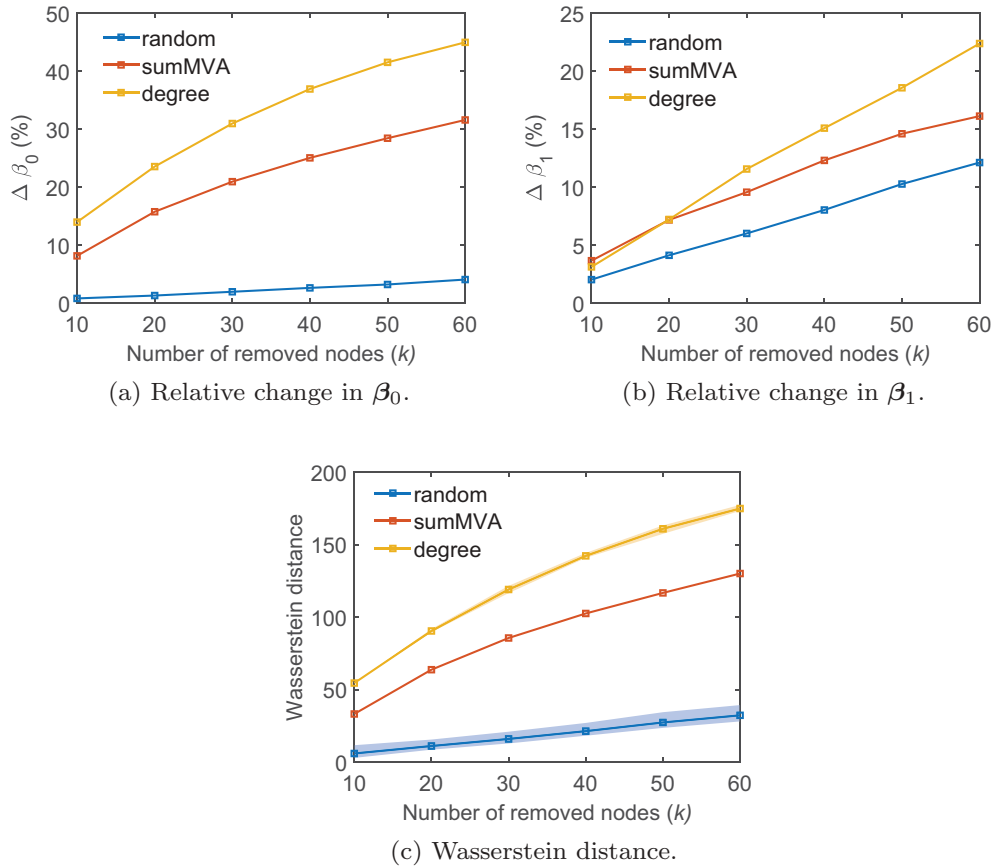 50
40
30
20
10
0
Δ β₀ (%)
random
sumMVA
degree
10 20 30 40 50 60
Number of removed nodes (k)
(a) Relative change in β₀.
25
20
15
10
5
0
Δ β₁ (%)
random
sumMVA
degree
10 20 30 40 50 60
Number of removed nodes (k)
(b) Relative change in β₁.
200
150
100
50
0
Wasserstein distance
random
sumMVA
degree
10 20 30 40 50 60
Number of removed nodes (k)
(c) Wasserstein distance.